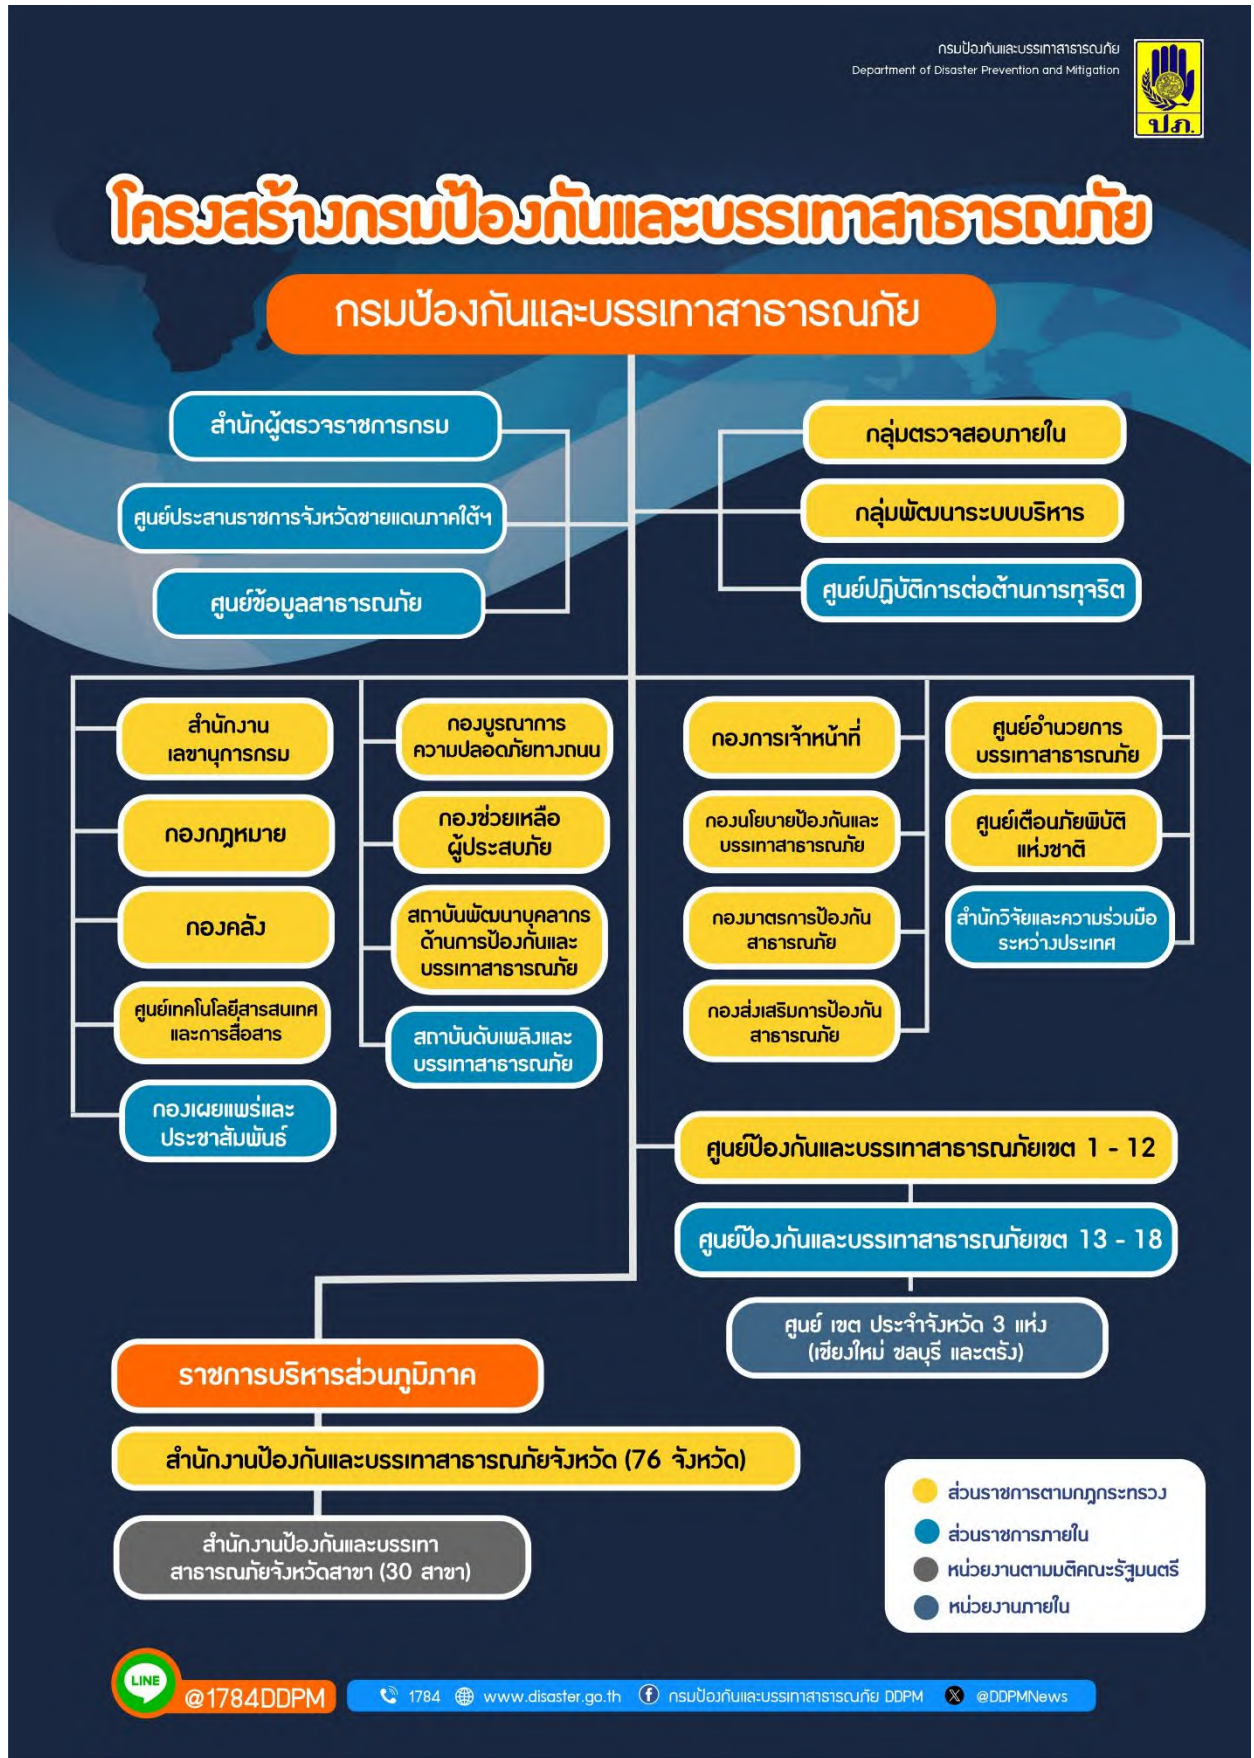 กรมป้องกันและบรรเทาสาธารณภัย
Department of Disaster Prevention and Mitigation
ปภ.
โครงสร้างกรมป้องกันและบรรเทาสาธารณภัย
กรมป้องกันและบรรเทาสาธารณภัย
สำนักผู้ตรวจราชการกรม
ศูนย์ประสานราชการจังหวัดชายแดนภาคใต้ฯ
ศูนย์ข้อมูลสาธารณภัย
กลุ่มตรวจสอบภายใน
กลุ่มพัฒนาระบบบริหาร
ศูนย์ปฏิบัติการต่อต้านการทุจริต
สำนักงาน
เลขานุการกรม
กองกฎหมาย
กองคลัง
ศูนย์เทคโนโลยีสารสนเทศ
และการสื่อสาร
กองเผยแพร่และ
ประชาสัมพันธ์
กองบูรณาการ
ความปลอดภัยทางถนน
กองช่วยเหลือ
ผู้ประสบภัย
สถาบันพัฒนาบุคลากร
ด้านการป้องกันและ
บรรเทาสาธารณภัย
สถาบันดับเพลิงและ
บรรเทาสาธารณภัย
กองการเจ้าหน้าที่
กองนโยบายป้องกันและ
บรรเทาสาธารณภัย
กองมาตรการป้องกัน
สาธารณภัย
กองส่งเสริมการป้องกัน
สาธารณภัย
ศูนย์อำนวยการ
บรรเทาสาธารณภัย
ศูนย์เตือนภัยพิบัติ
แห่งชาติ
สำนักวิจัยและความร่วมมือ
ระหว่างประเทศ
ศูนย์ป้องกันและบรรเทาสาธารณภัยเขต 1 - 12
ศูนย์ป้องกันและบรรเทาสาธารณภัยเขต 13 - 18
ศูนย์ เขต ประจำจังหวัด 3 แห่ง
(เชียงใหม่ ชลบุรี และตรัง)
ราชการบริหารส่วนภูมิภาค
สำนักงานป้องกันและบรรเทาสาธารณภัยจังหวัด (76 จังหวัด)
สำนักงานป้องกันและบรรเทา
สาธารณภัยจังหวัดสาขา (30 สาขา)
ส่วนราชการตามกฎกระทรวง
ส่วนราชการภายใน
หน่วยงานตามมติคณะรัฐมนตรี
หน่วยงานภายใน
LINE
@1784DDPM
1784 www.disaster.go.th กรมป้องกันและบรรเทาสาธารณภัย DDPM @DDPMNews